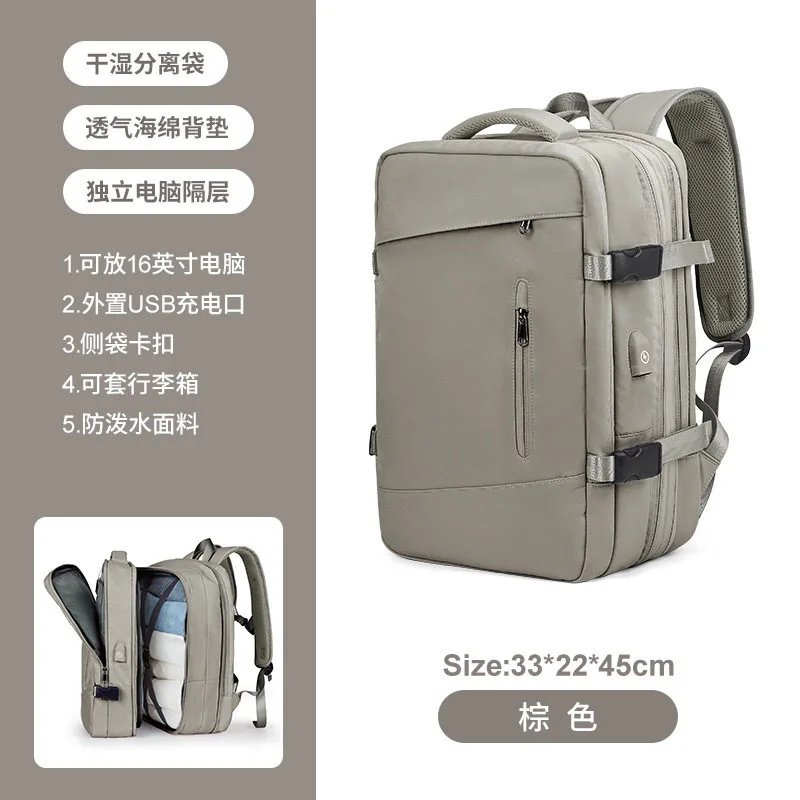 干湿分离袋
透气海绵背垫
独立电脑隔层
1.可放16英寸电脑
2.外置USB充电口
3.侧袋卡扣
4.可套行李箱
5.防泼水面料
Size:33*22*45cm
棕色